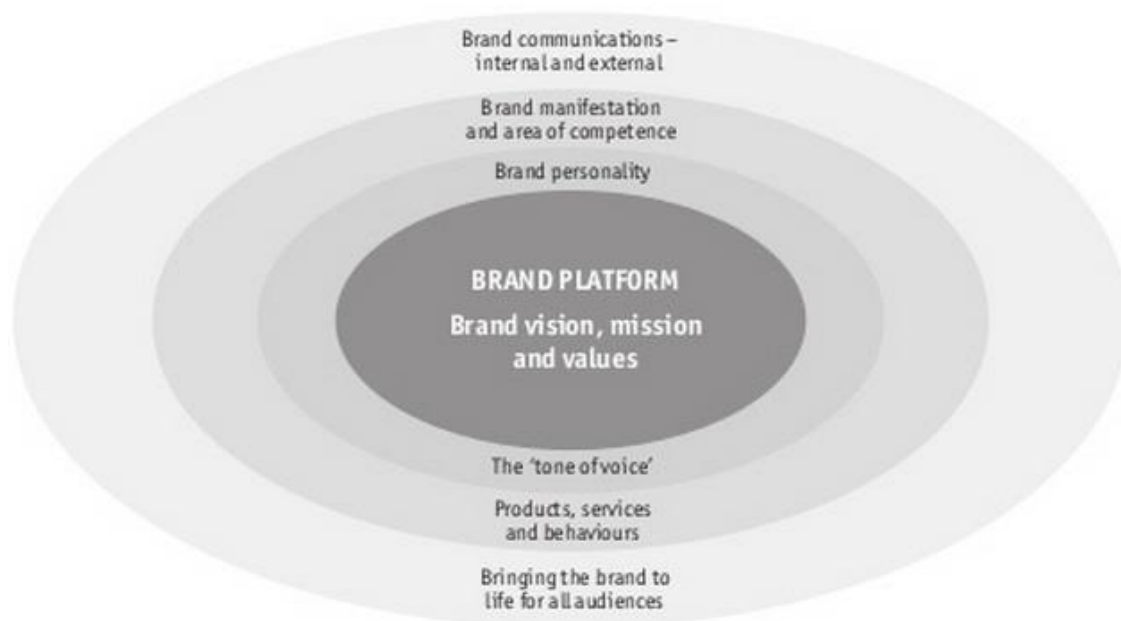 Brand communications –
internal and external
Brand manifestation
and area of competence
Brand personality
BRAND PLATFORM
Brand vision, mission
and values
The ‘tone of voice’
Products, services
and behaviours
Bringing the brand to
life for all audiences